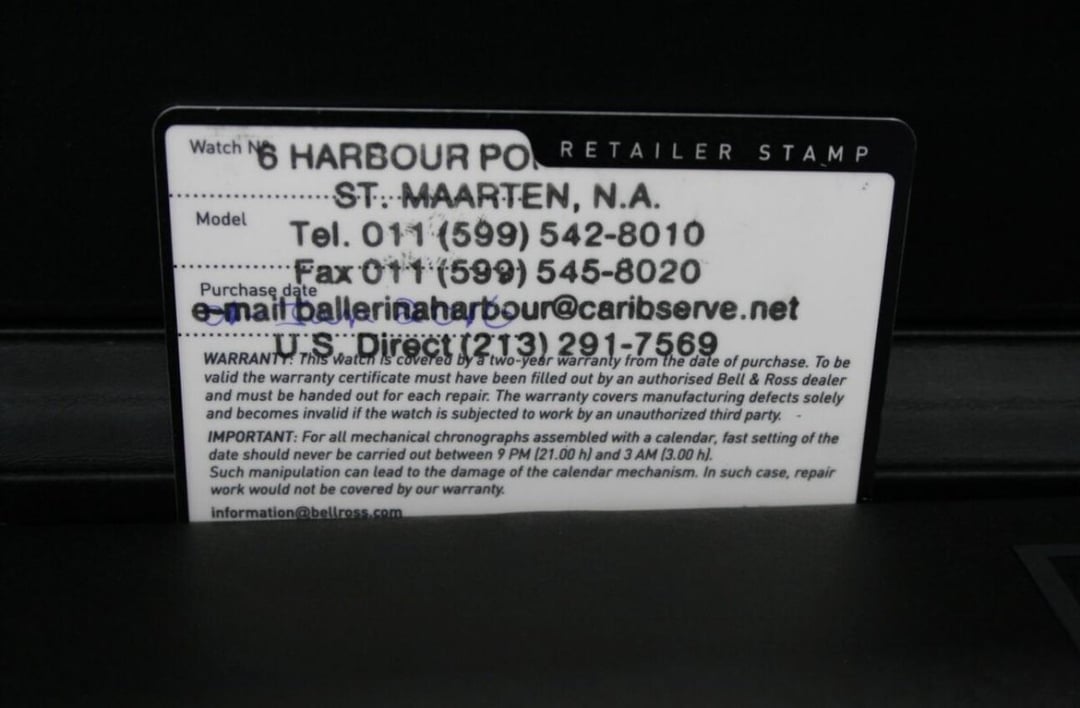 RETAILER STAMP
Watch N
6 HARBOUR PO
ST. MAARTEN, N.A.
Model
Tel. 011 (599) 542-8010
Fax 011 (599) 545-8020
Purchase date
e-mail ballerinaharbour@caribserve.net
U.S. Direct (213) 291-7569
WARRANTY: This watch is covered by a two-year warranty from the date of purchase. To be
valid the warranty certificate must have been filled out by an authorised Bell & Ross dealer
and must be handed out for each repair. The warranty covers manufacturing defects solely
and becomes invalid if the watch is subjected to work by an unauthorized third party.
IMPORTANT: For all mechanical chronographs assembled with a calendar, fast setting of the
date should never be carried out between 9 PM (21.00 h) and 3 AM (3.00 h).
Such manipulation can lead to the damage of the calendar mechanism. In such case, repair
work would not be covered by our warranty.
information@bellross.com